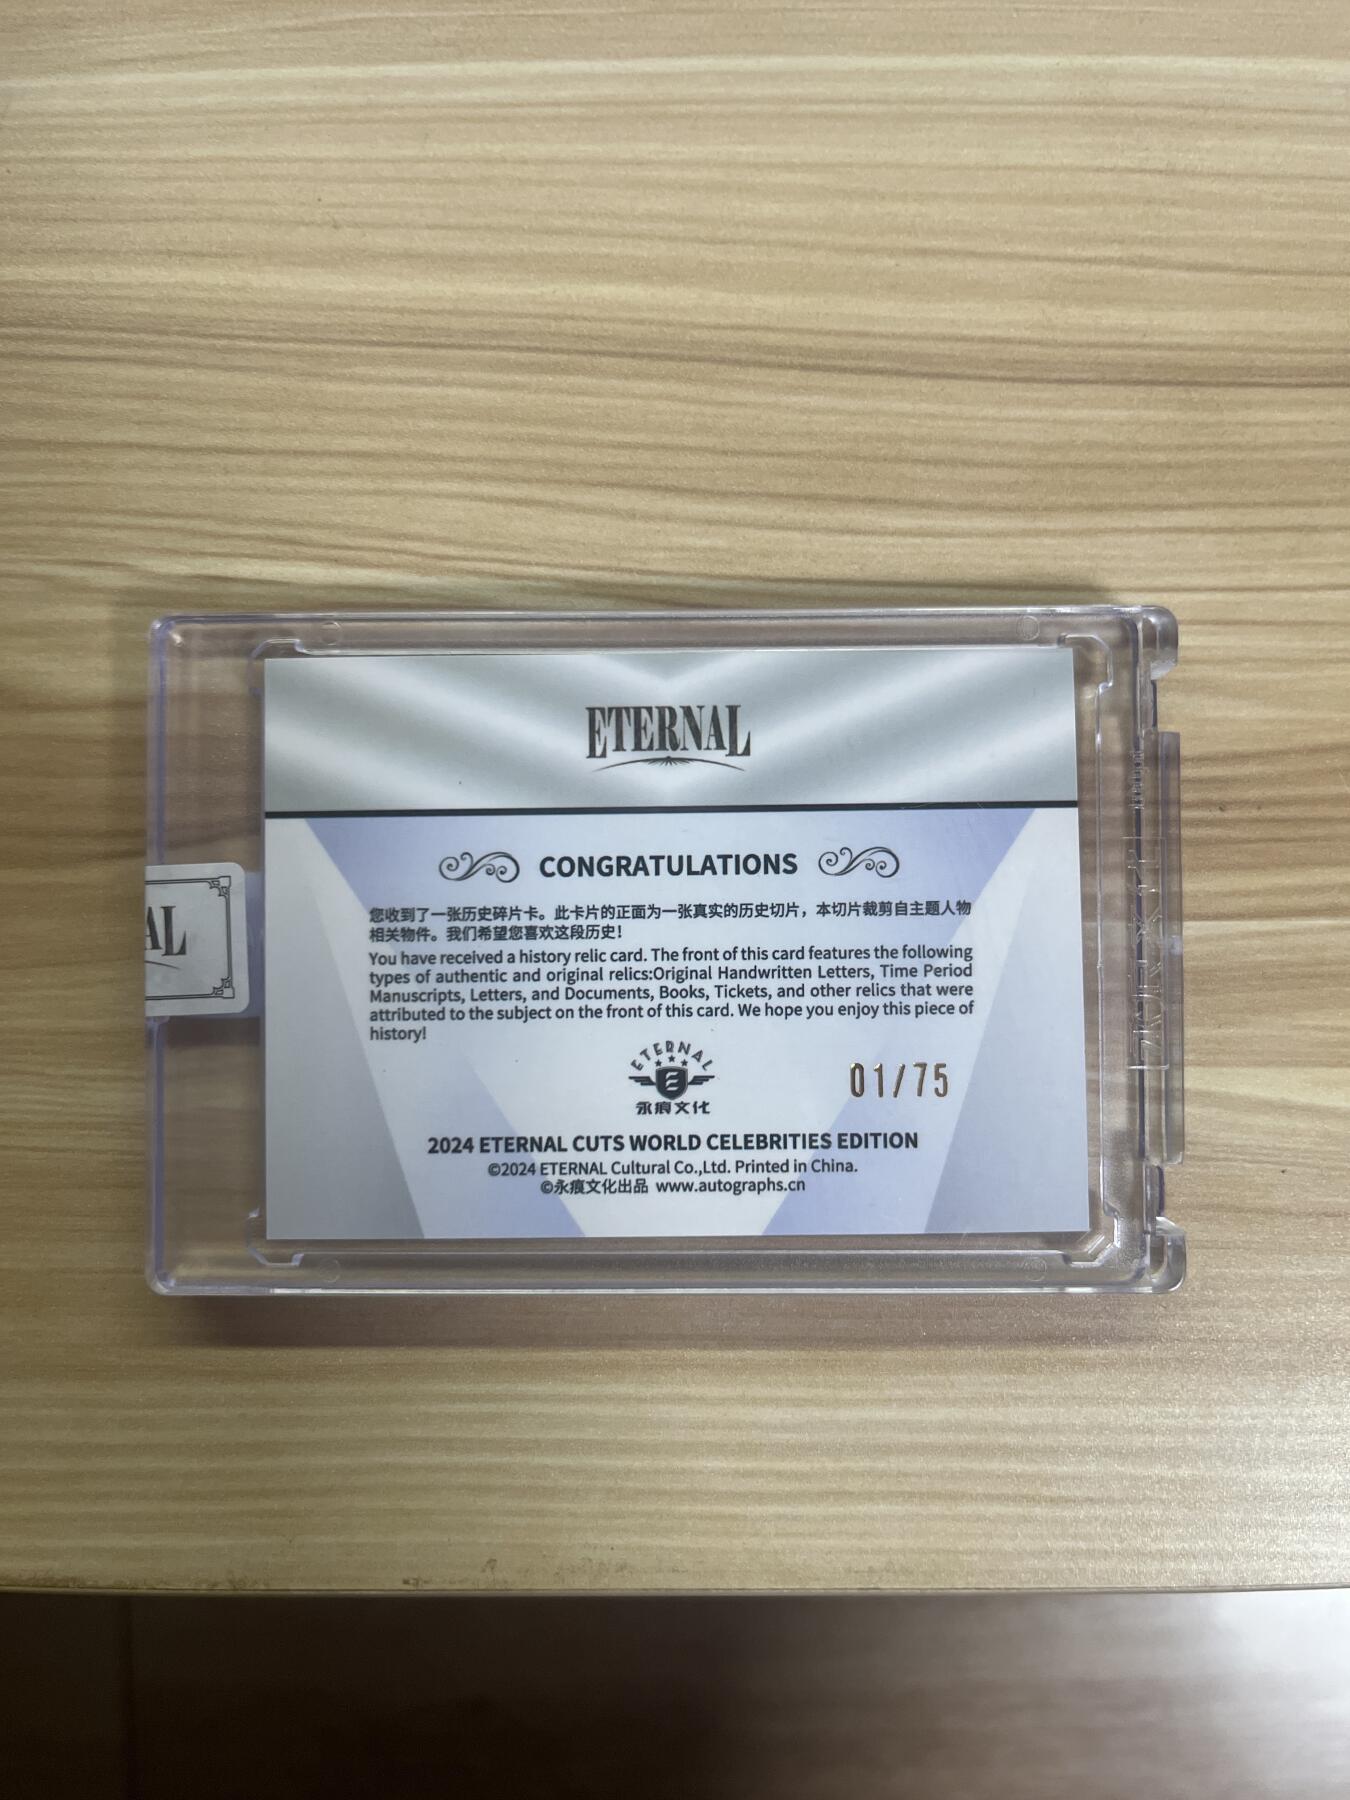 ETERNAL
CONGRATULATIONS
您收到了一张历史碎片卡。此卡片的正面为一张真实的历史切片，本切片裁剪自主题人物
相关物件。我们希望您喜欢这段历史！
You have received a history relic card. The front of this card features the following
types of authentic and original relics:Original Handwritten Letters, Time Period
Manuscripts, Letters, and Documents, Books, Tickets, and other relics that were
attributed to the subject on the front of this card. We hope you enjoy this piece of
history!
AL
ETERNAL
永痕文化
01/75
2024 ETERNAL CUTS WORLD CELEBRITIES EDITION
©2024 ETERNAL Cultural Co.,Ltd. Printed in China.
©永痕文化出品 www.autographs.cn